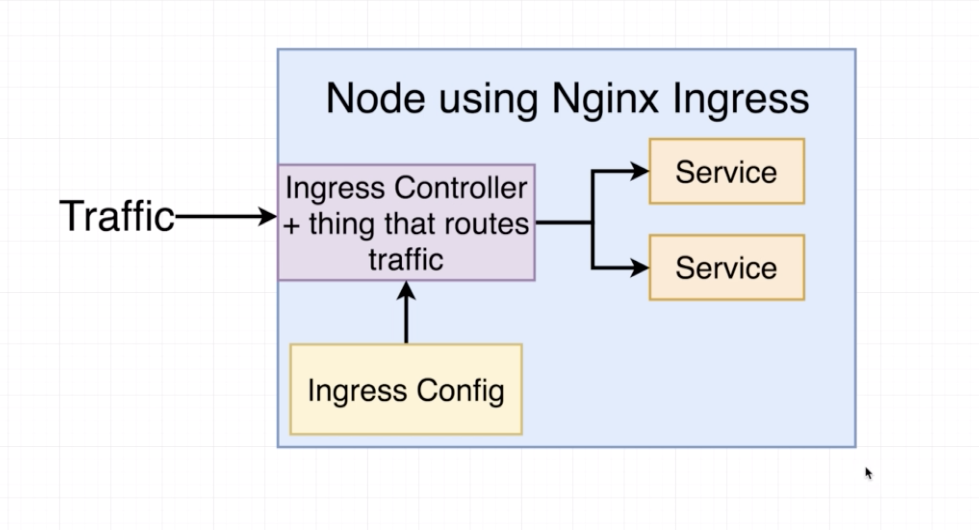 Node using Nginx Ingress
Traffic
Ingress Controller
+ thing that routes
traffic
Service
Service
Ingress Config